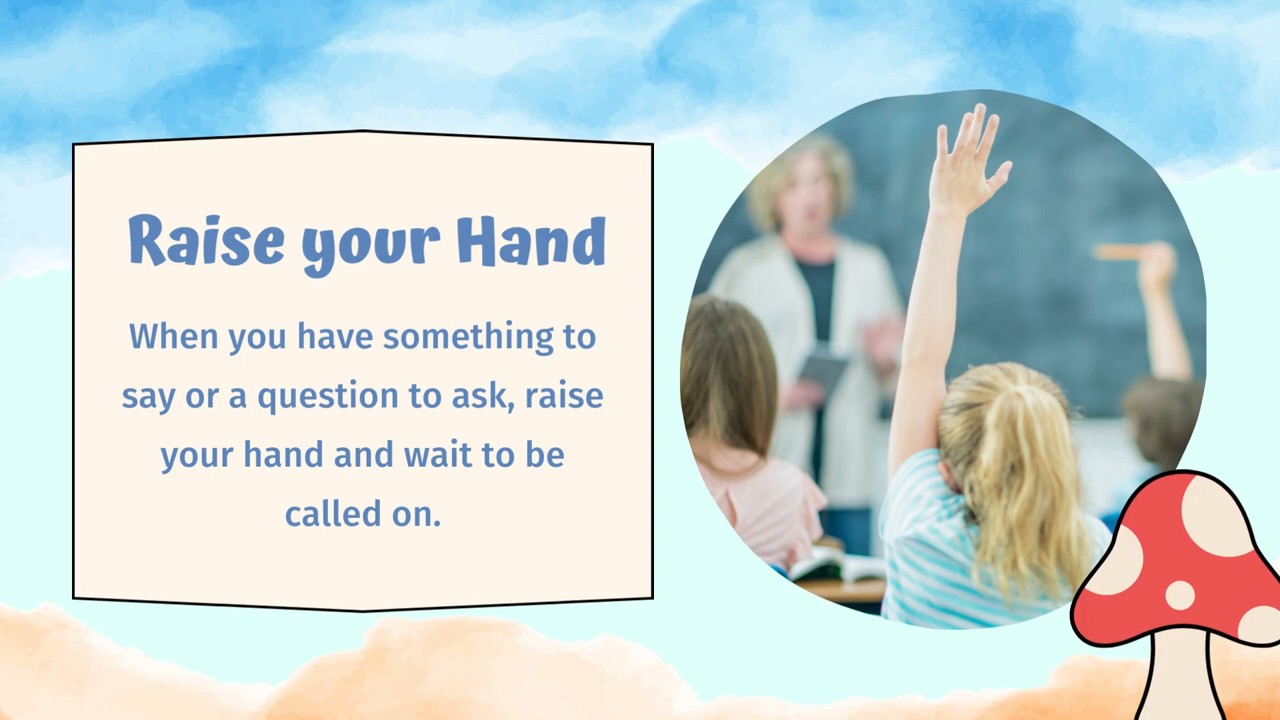 Raise your Hand
When you have something to
say or a question to ask, raise
your hand and wait to be
called on.